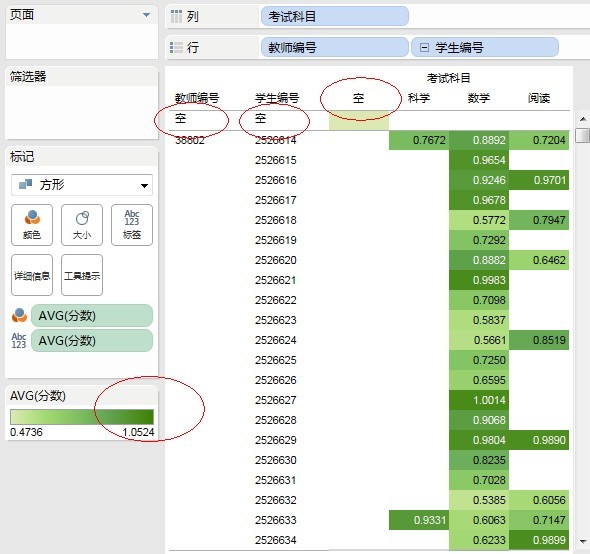 页面
列 考试科目
行 教师编号 学生编号
筛选器
标记
方形
颜色 大小 Abc 123 标签
详细信息 工具提示
AVG(分数)
Abc 123 AVG(分数)
AVG(分数)
0.4736 1.0524
考试科目
教师编号 学生编号 空 科学 数学 阅读
空 空
38802 2526614 0.7672 0.8892 0.7204
2526615 0.9654
2526616 0.9246 0.9701
2526617 0.9678
2526618 0.5772 0.7947
2526619 0.7292
2526620 0.8882 0.6462
2526621 0.9983
2526622 0.7098
2526623 0.5837
2526624 0.5661 0.8519
2526625 0.7250
2526626 0.6595
2526627 1.0014
2526628 0.9068
2526629 0.9804 0.9890
2526630 0.8235
2526631 0.7028
2526632 0.5385 0.6056
2526633 0.9331 0.6063 0.7147
2526634 0.6233 0.9899